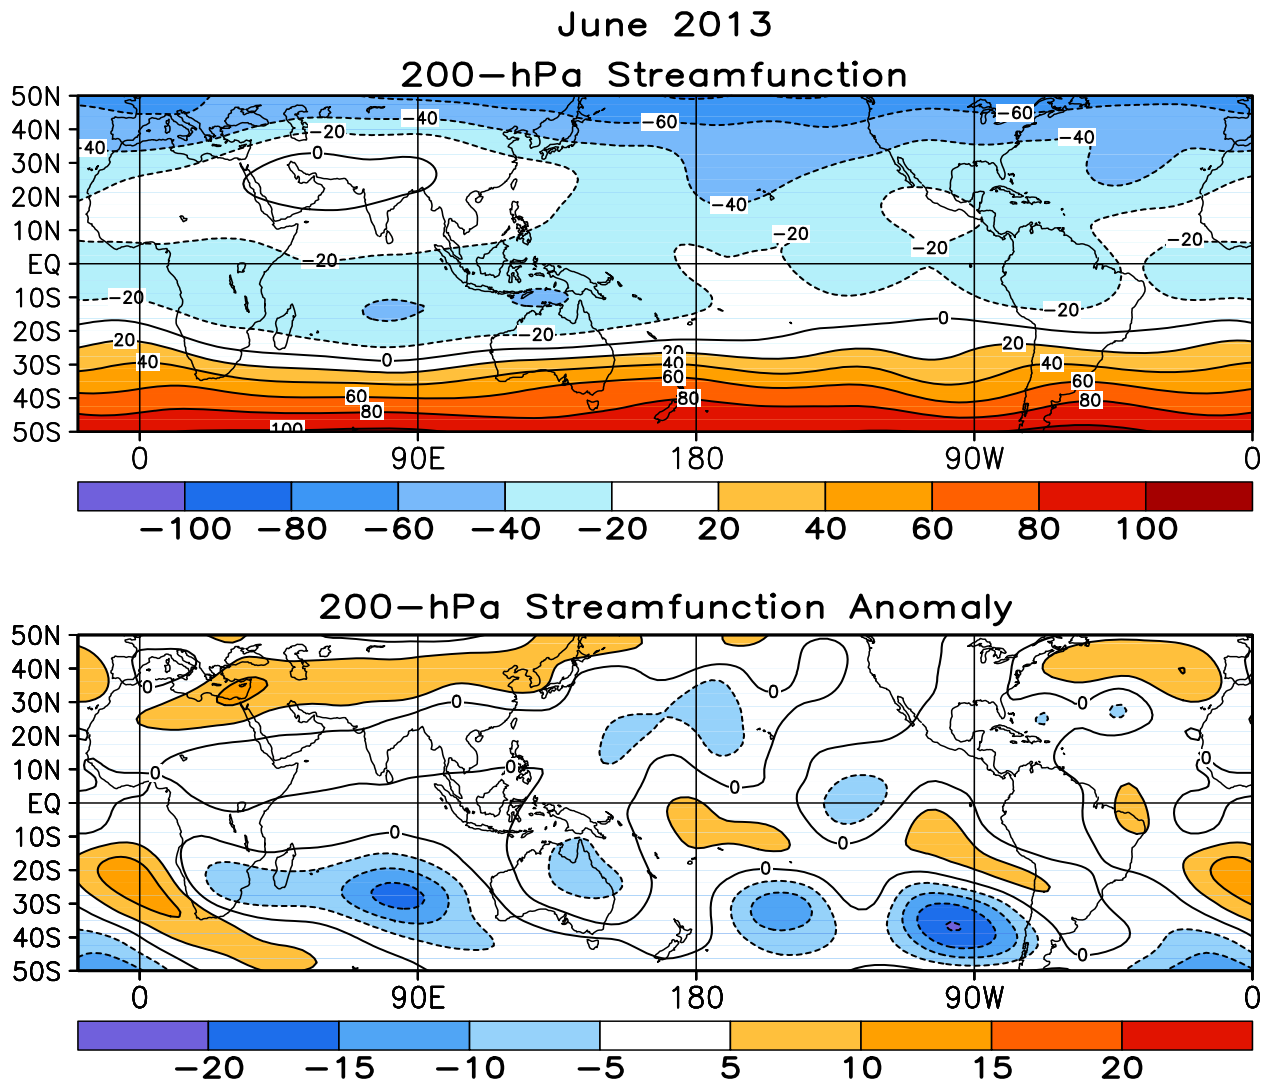 June 2013
200-hPa Streamfunction
50N
40N
30N
20N
10N
EQ
10S
20S
30S
40S
50S
-60
-60
-40
-40
-40
-20
0
-40
-20
-20
-20
-20
-20
-20
-20
0
20
0
20
20
40
40
40
60
60
60
80
80
80
100
0
90E
180
90W
0
-100 -80 -60 -40 -20 20 40 60 80 100
200-hPa Streamfunction Anomaly
50N
40N
30N
20N
10N
EQ
10S
20S
30S
40S
50S
0
0
0
0
0
0
0
0
0
0
0
0
0
90E
180
90W
0
-20 -15 -10 -5 5 10 15 20